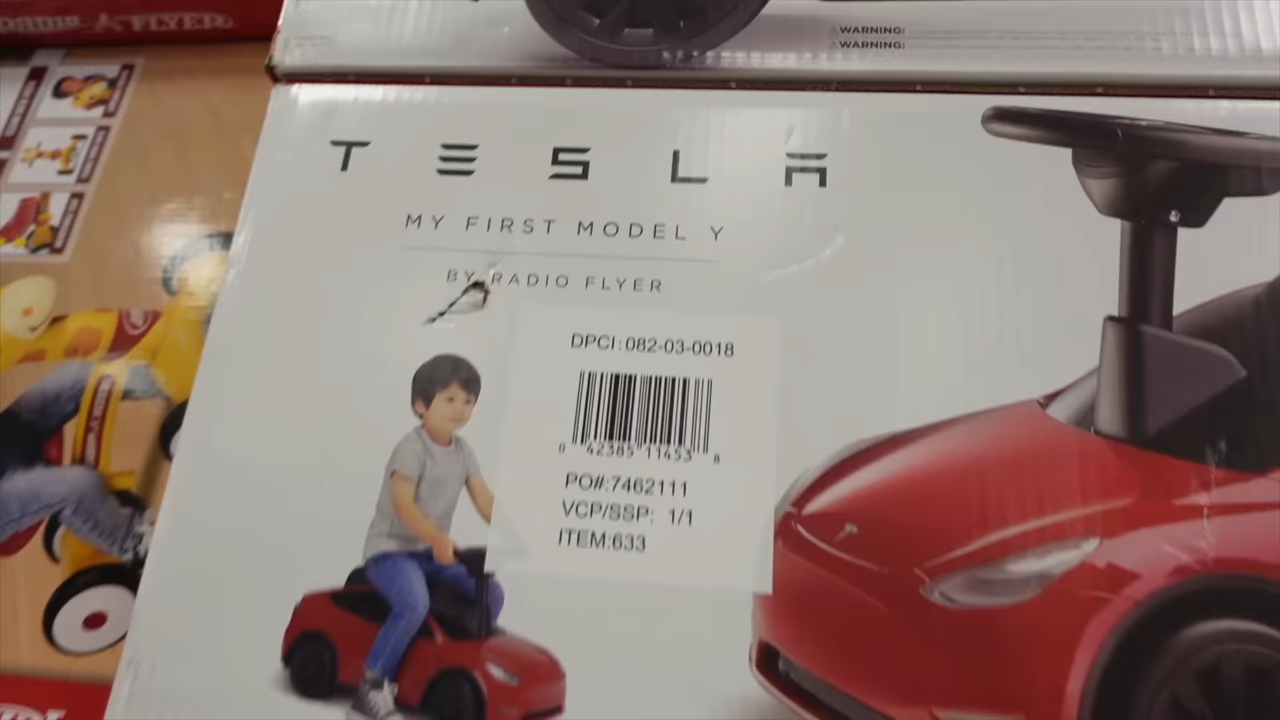 FLYER
WARNING:
WARNING:
TESLA
MY FIRST MODEL Y
BY RADIO FLYER
DPCI:082-03-0018
0 42385 11453 8
PO#:7462111
VCP/SSP: 1/1
ITEM:633